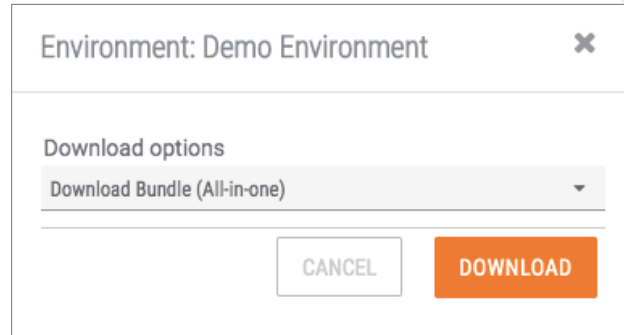 Environment: Demo Environment
Download options
Download Bundle (All-in-one)
CANCEL
DOWNLOAD